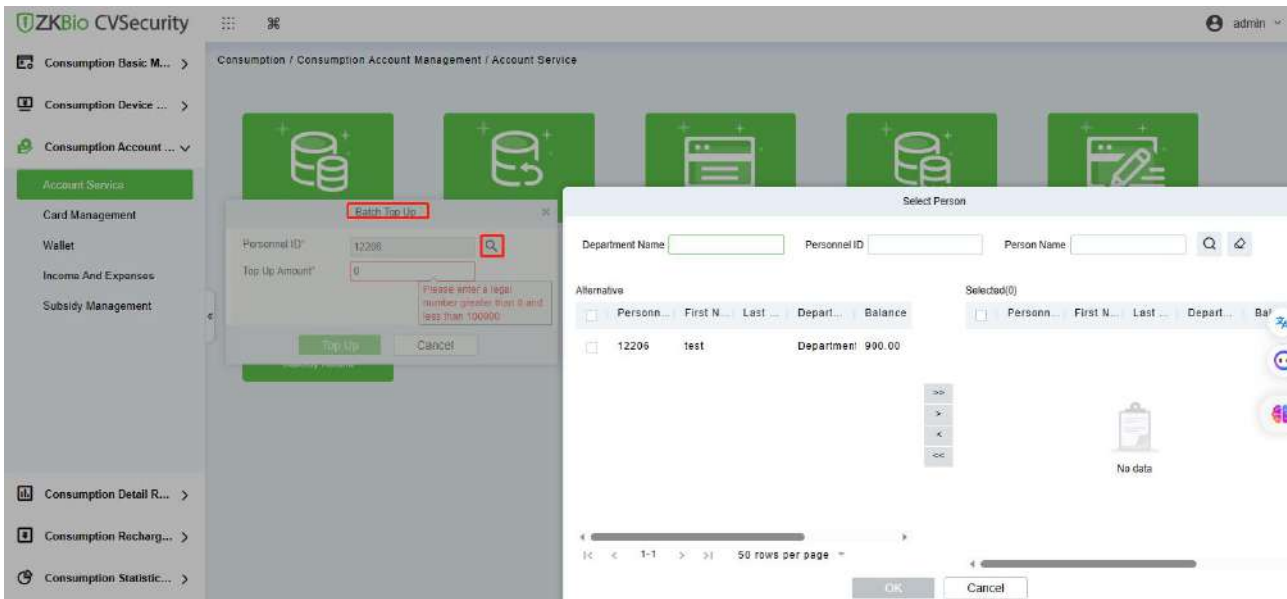 ZKBio CVSecurity
admin
Consumption Basic M...
Consumption / Consumption Account Management / Account Service
Consumption Device ...
Consumption Account ...
Account Service
Card Management
Wallet
Income And Expenses
Subsidy Management
Consumption Detail R...
Consumption Recharg...
Consumption Statistic...
Batch Top Up
Personnel ID* 12206
Top Up Amount* 0
Please enter a legal
number greater than 0 and
less than 100000
Top Up Cancel
Select Person
Department Name Personnel ID Person Name
Alternative Selected(0)
Personn... First N... Last ... Depart... Balance Personn... First N... Last ... Depart... Bal
12206 test Department 900.00
>>
>
<
<<
No data
|< < 1-1 > >| 50 rows per page
OK Cancel